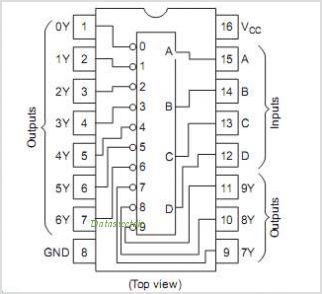 0Y 1 16 VCC
1Y 2 0 A 15 A
2Y 3 1 B 14 B
3Y 4 2 C 13 C
4Y 5 3 D 12 D
5Y 6 4 11 9Y
6Y 7 5 10 8Y
GND 8 6 9 7Y
7
8
9
Outputs
Inputs
Outputs
(Top view)